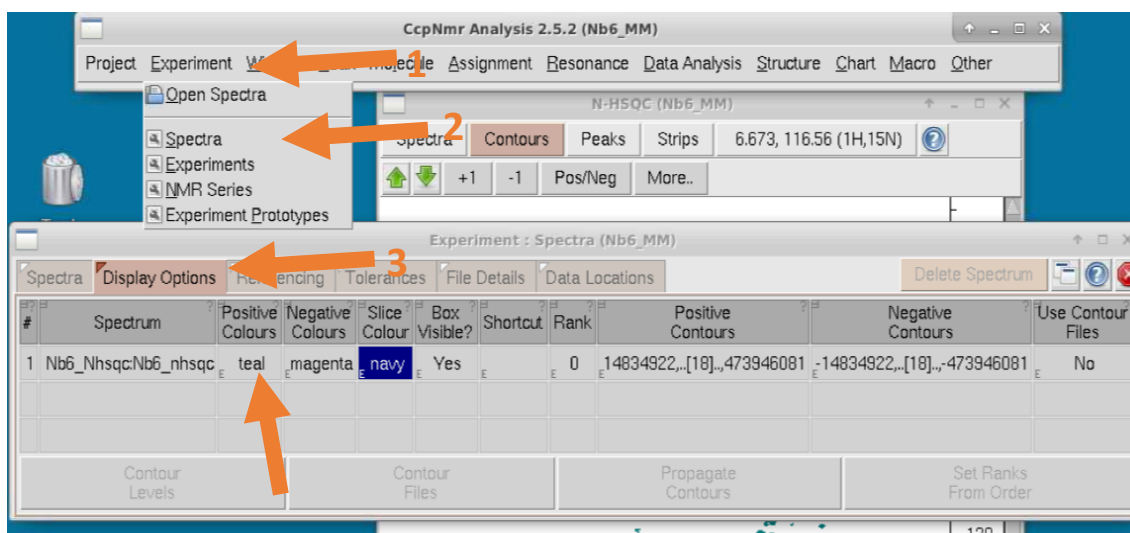 CcpNmr Analysis 2.5.2 (Nb6_MM)
Project Experiment Assignment Resonance Data Analysis Structure Chart Macro Other
1
Open Spectra
N-HSQC (Nb6_MM)
Spectra
2
Spectra Contours Peaks Strips 6.673, 116.56 (1H,15N)
Experiments
NMR Series
+1 -1 Pos/Neg More..
Experiment Prototypes
Experiment : Spectra (Nb6_MM)
Spectra Display Options Tolerances File Details Data Locations Delete Spectrum
3
# Spectrum Positive Colours Negative Colours Slice Colour Box Visible? Shortcut Rank Positive Contours Negative Contours Use Contour Files
1 Nb6_Nhsqc:Nb6_nhsqc teal magenta navy Yes 0 14834922,..[18]..,473946081 -14834922,..[18]..,-473946081 No
Contour Levels Contour Files Propagate Contours Set Ranks From Order